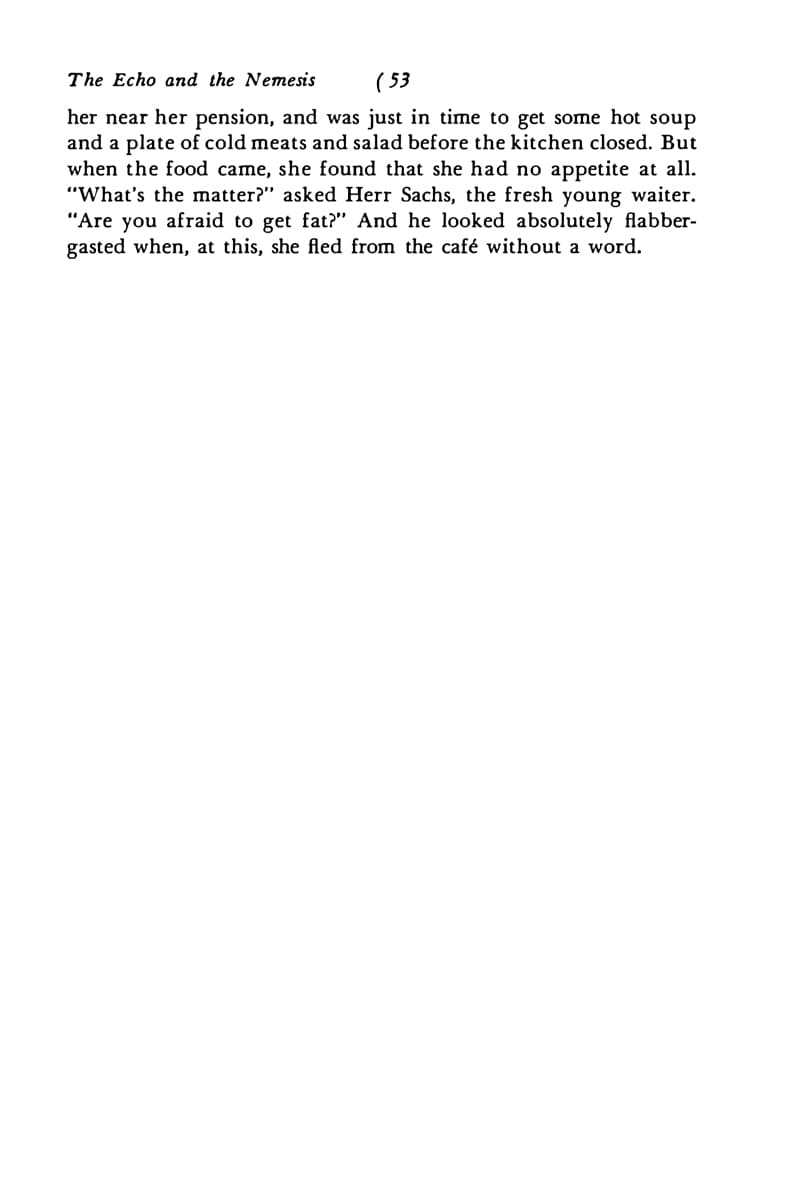 The Echo and the Nemesis ( 53
her near her pension, and was just in time to get some hot soup
and a plate of cold meats and salad before the kitchen closed. But
when the food came, she found that she had no appetite at all.
"What's the matter?" asked Herr Sachs, the fresh young waiter.
"Are you afraid to get fat?" And he looked absolutely flabber-
gasted when, at this, she fled from the café without a word.